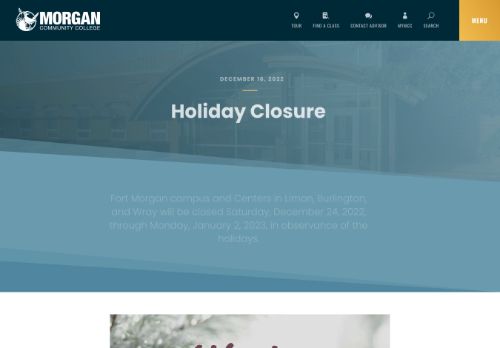 MORGAN
COMMUNITY COLLEGE
TOUR FIND A CLASS CONTACT ADVISOR MYMCC SEARCH MENU
DECEMBER 16, 2022
Holiday Closure
Fort Morgan campus and Centers in Limon, Burlington,
and Wray will be closed Saturday, December 24, 2022,
through Monday, January 2, 2023, in observance of the
holidays.